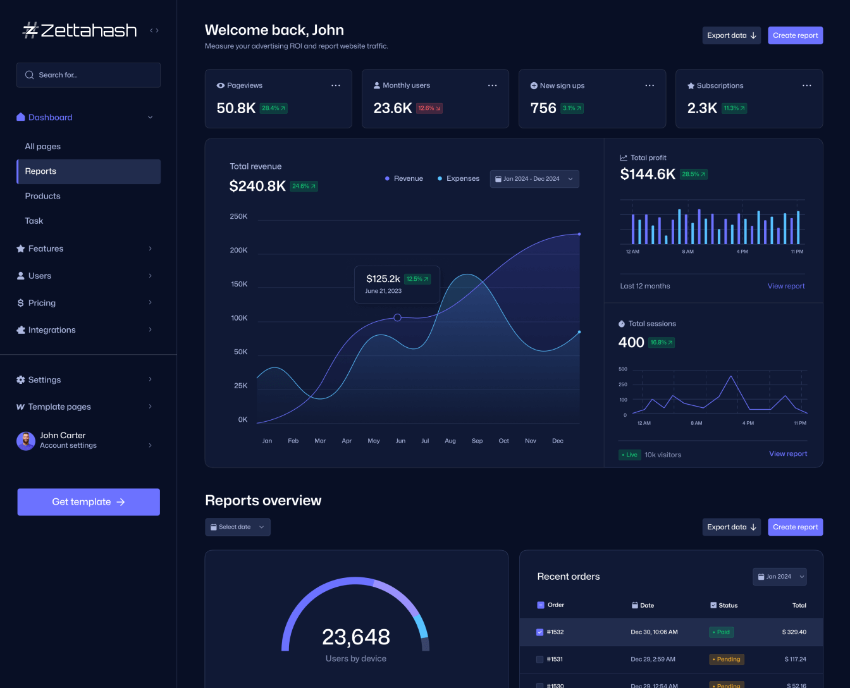 Zettahash
Search for..
Dashboard
All pages
Reports
Products
Task
Features
Users
Pricing
Integrations
Settings
Template pages
John Carter
Account settings
Get template →
Welcome back, John
Measure your advertising ROI and report website traffic.
Export data ↓
Create report
Pageviews
50.8K 28.4% ↗
Monthly users
23.6K 12.6% ↘
New sign ups
756 3.1% ↗
Subscriptions
2.3K 11.3% ↗
Total revenue
$240.8K 24.6% ↗
Revenue
Expenses
Jan 2024 - Dec 2024
250K
200K
150K
100K
50K
25K
0K
$125.2k 12.5% ↗
June 21, 2023
Jan Feb Mar Apr May Jun Jul Aug Sep Oct Nov Dec
Total profit
$144.6K 28.5% ↗
12 AM 8 AM 4 PM 11 PM
Last 12 months
View report
Total sessions
400 16.8% ↗
500
250
100
0
12 AM 8 AM 4 PM 11 PM
Live 10k visitors
View report
Reports overview
Select date
Export data ↓
Create report
23,648
Users by device
Recent orders
Jan 2024
Order Date Status Total
#1532 Dec 30, 10:06 AM Paid $ 329.40
#1531 Dec 29, 2:59 AM Pending $ 117.24
#1530 Dec 29, 12:54 AM Pending $ 52.16